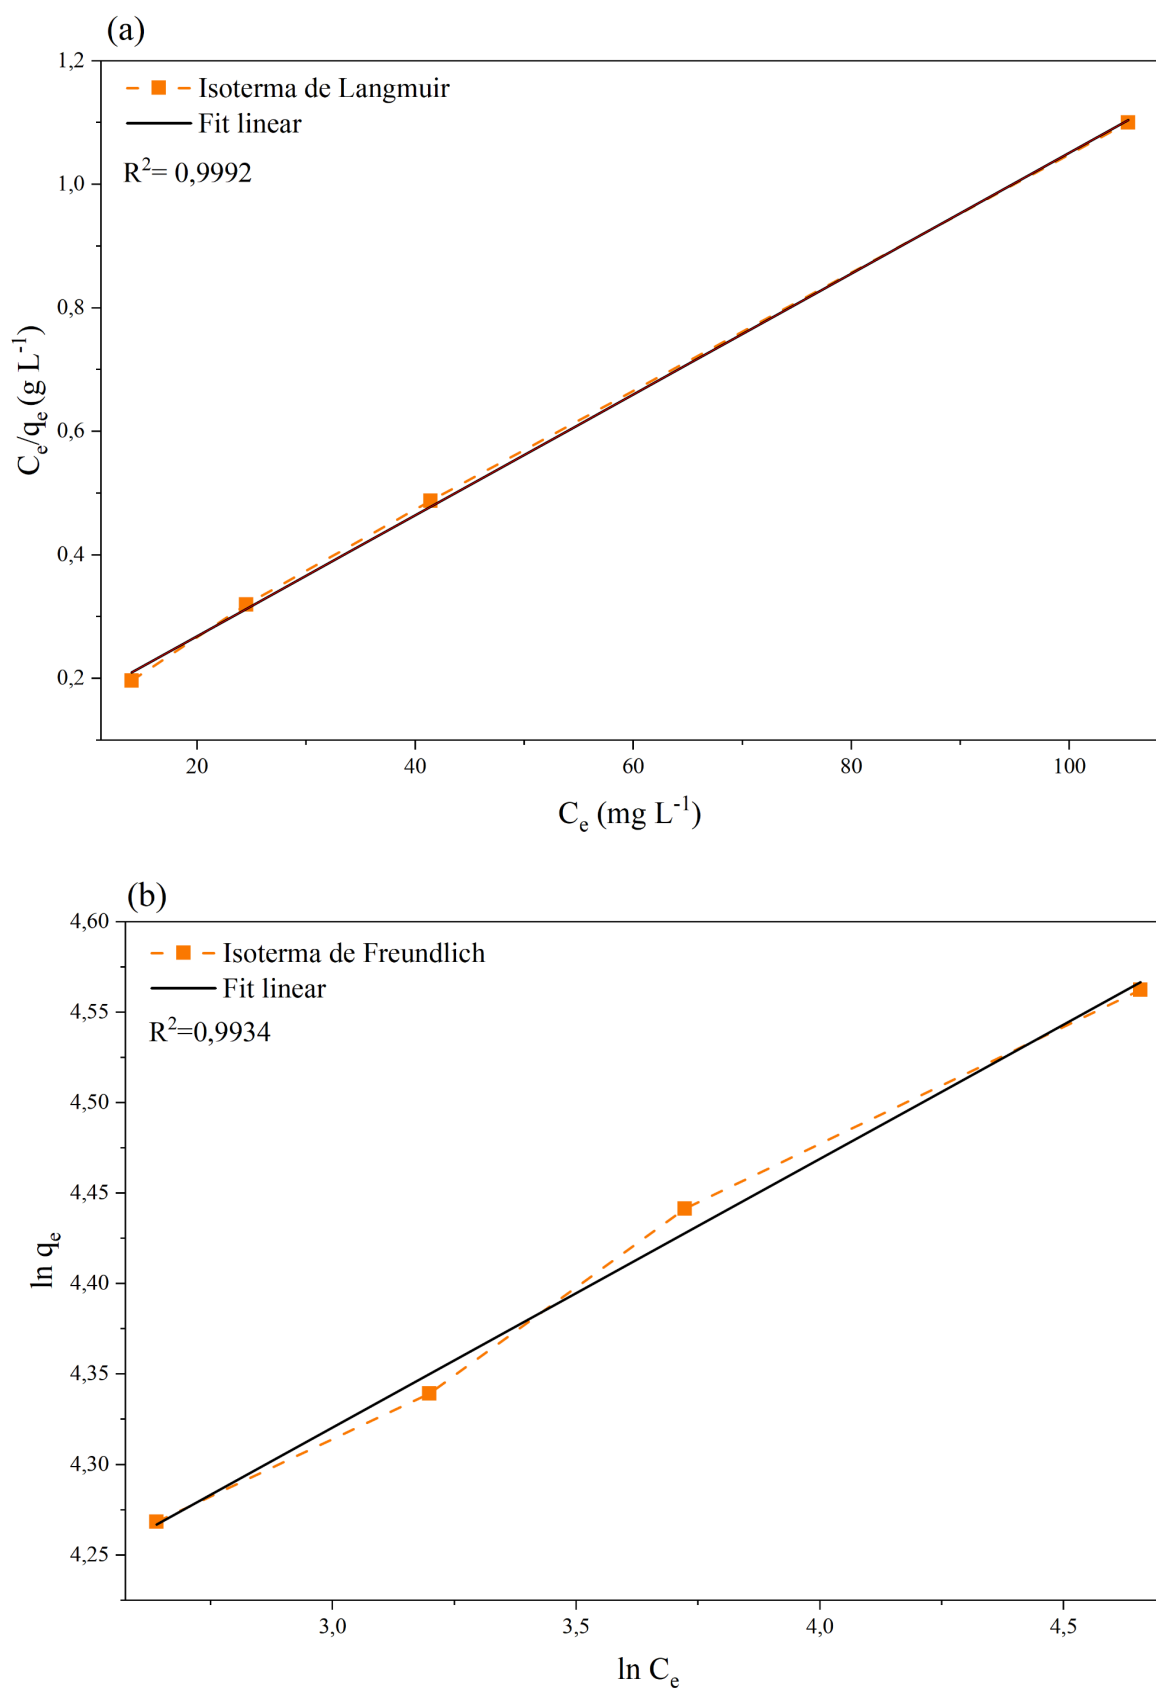 (a)
1,2
1,0
0,8
0,6
0,4
0,2
Isoterma de Langmuir
Fit linear
R²= 0,9992
Cₑ/qₑ (g L⁻¹)
20 40 60 80 100
Cₑ (mg L⁻¹)
(b)
4,60
4,55
4,50
4,45
4,40
4,35
4,30
4,25
Isoterma de Freundlich
Fit linear
R²=0,9934
ln qₑ
3,0 3,5 4,0 4,5
ln Cₑ